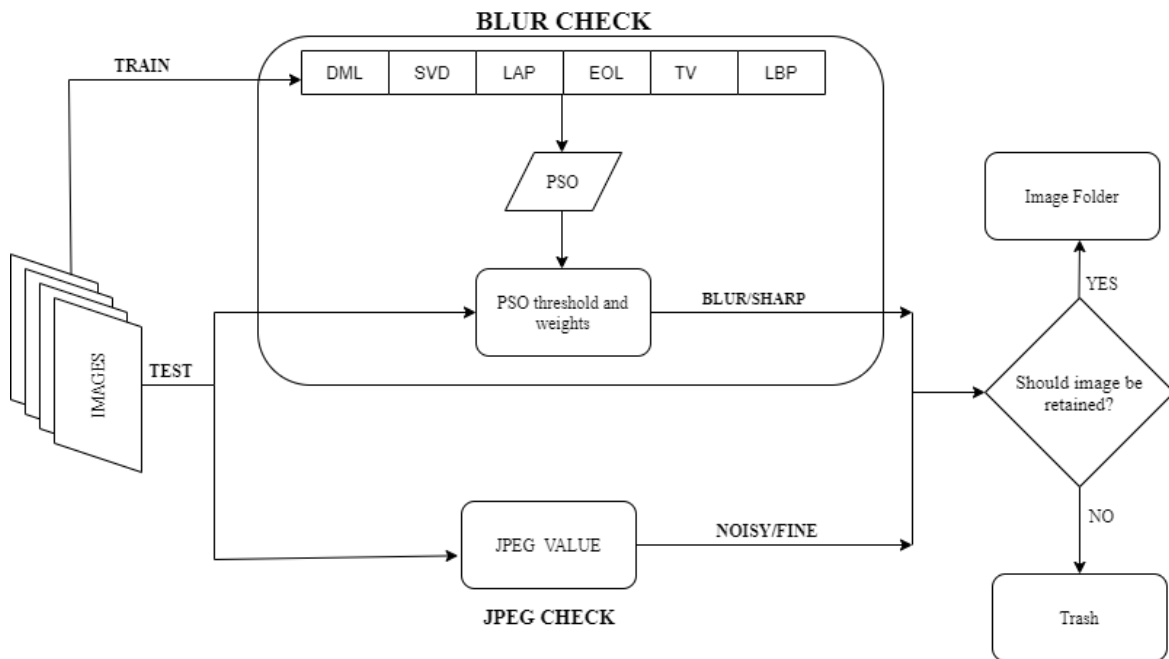 BLUR CHECK
TRAIN
DML SVD LAP EOL TV LBP
PSO
Image Folder
PSO threshold and
weights
BLUR/SHARP
YES
TEST
IMAGES
Should image be
retained?
JPEG VALUE
NOISY/FINE
NO
JPEG CHECK
Trash